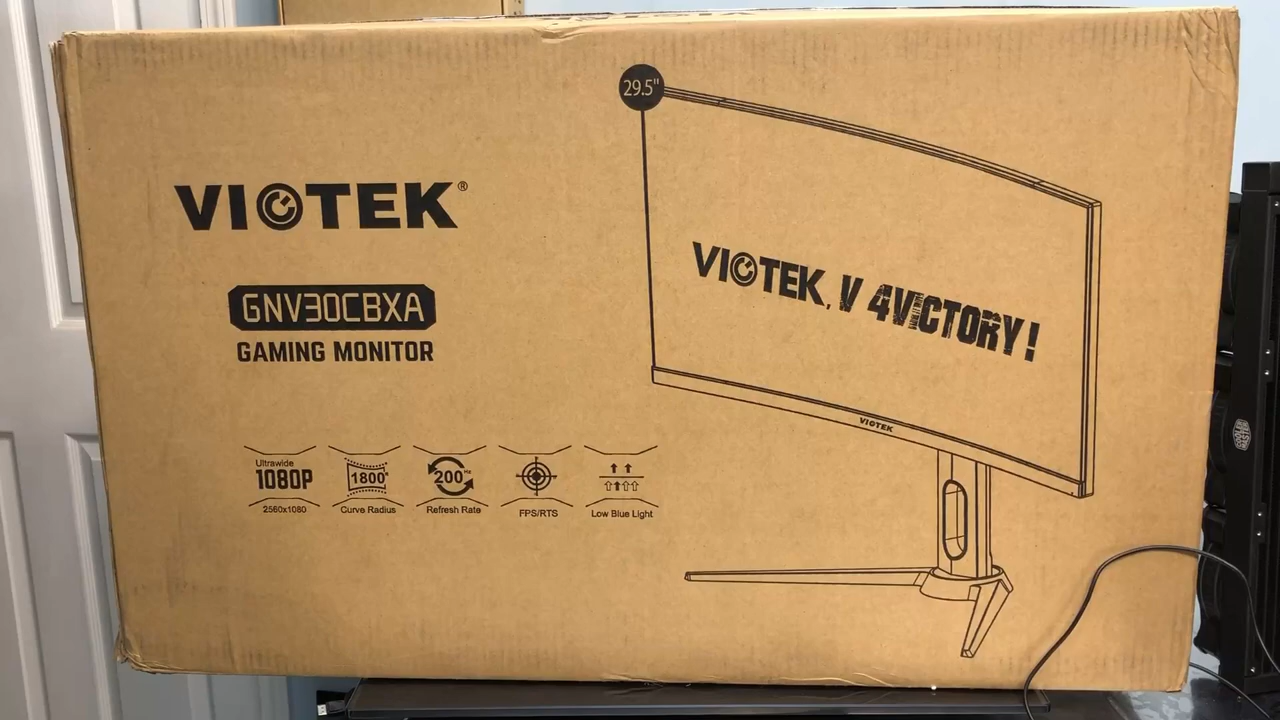 VIOTEK®
GNV30CBXA
GAMING MONITOR
Ultrawide
1080P
2560x1080
1800R
Curve Radius
200Hz
Refresh Rate
FPS/RTS
Low Blue Light
29.5"
VIOTEK, V 4VICTORY!
VIOTEK